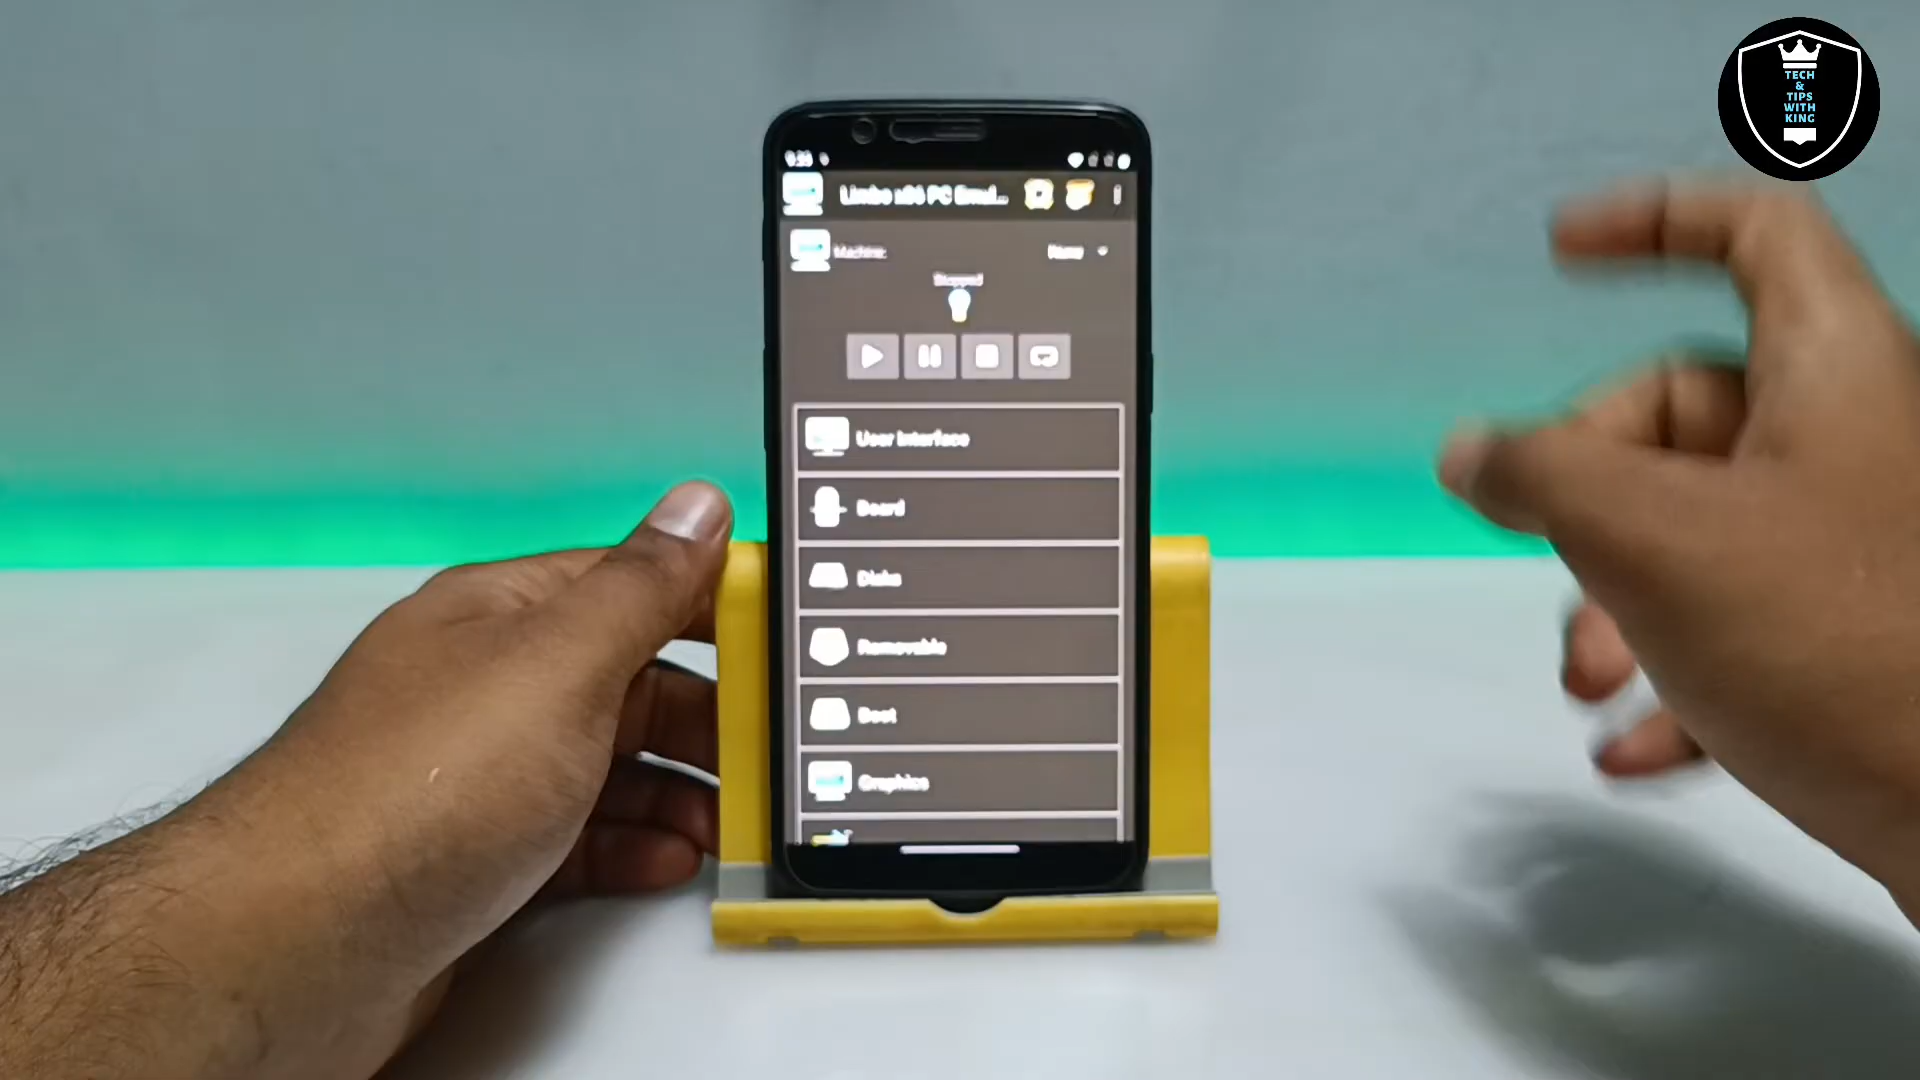 TECH
&
TIPS
WITH
KING
Limbo x86 PC Emul...
Machine:
None
Stopped
User Interface
Board
Disks
Removable
Boot
Graphics